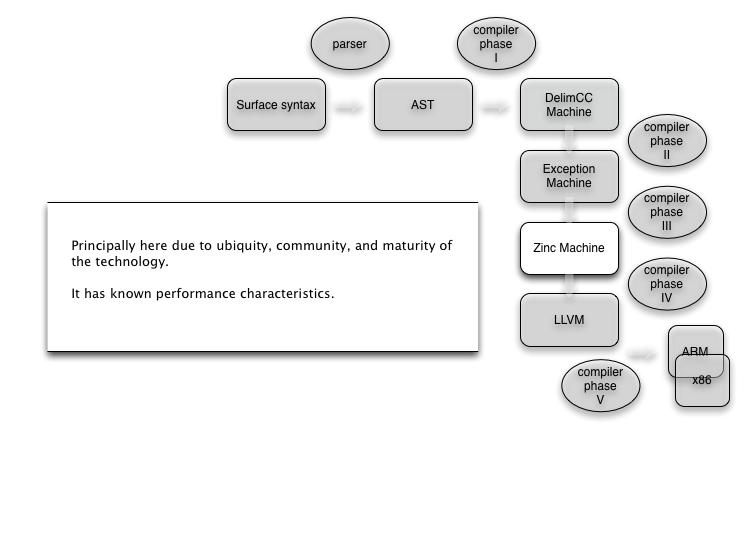 parser
compiler
phase
I
Surface syntax
AST
DelimCC
Machine
compiler
phase
II
Exception
Machine
compiler
phase
III
Principally here due to ubiquity, community, and maturity of
the technology.
It has known performance characteristics.
Zinc Machine
compiler
phase
IV
LLVM
ARM
x86
compiler
phase
V